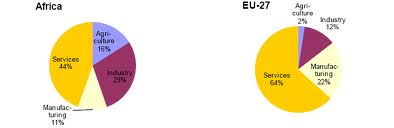 Africa
Agri-
culture
16%
Industry
29%
Manufac-
turing
11%
Services
44%
EU-27
Agri-
culture
2%
Industry
12%
Manufac-
turing
22%
Services
64%